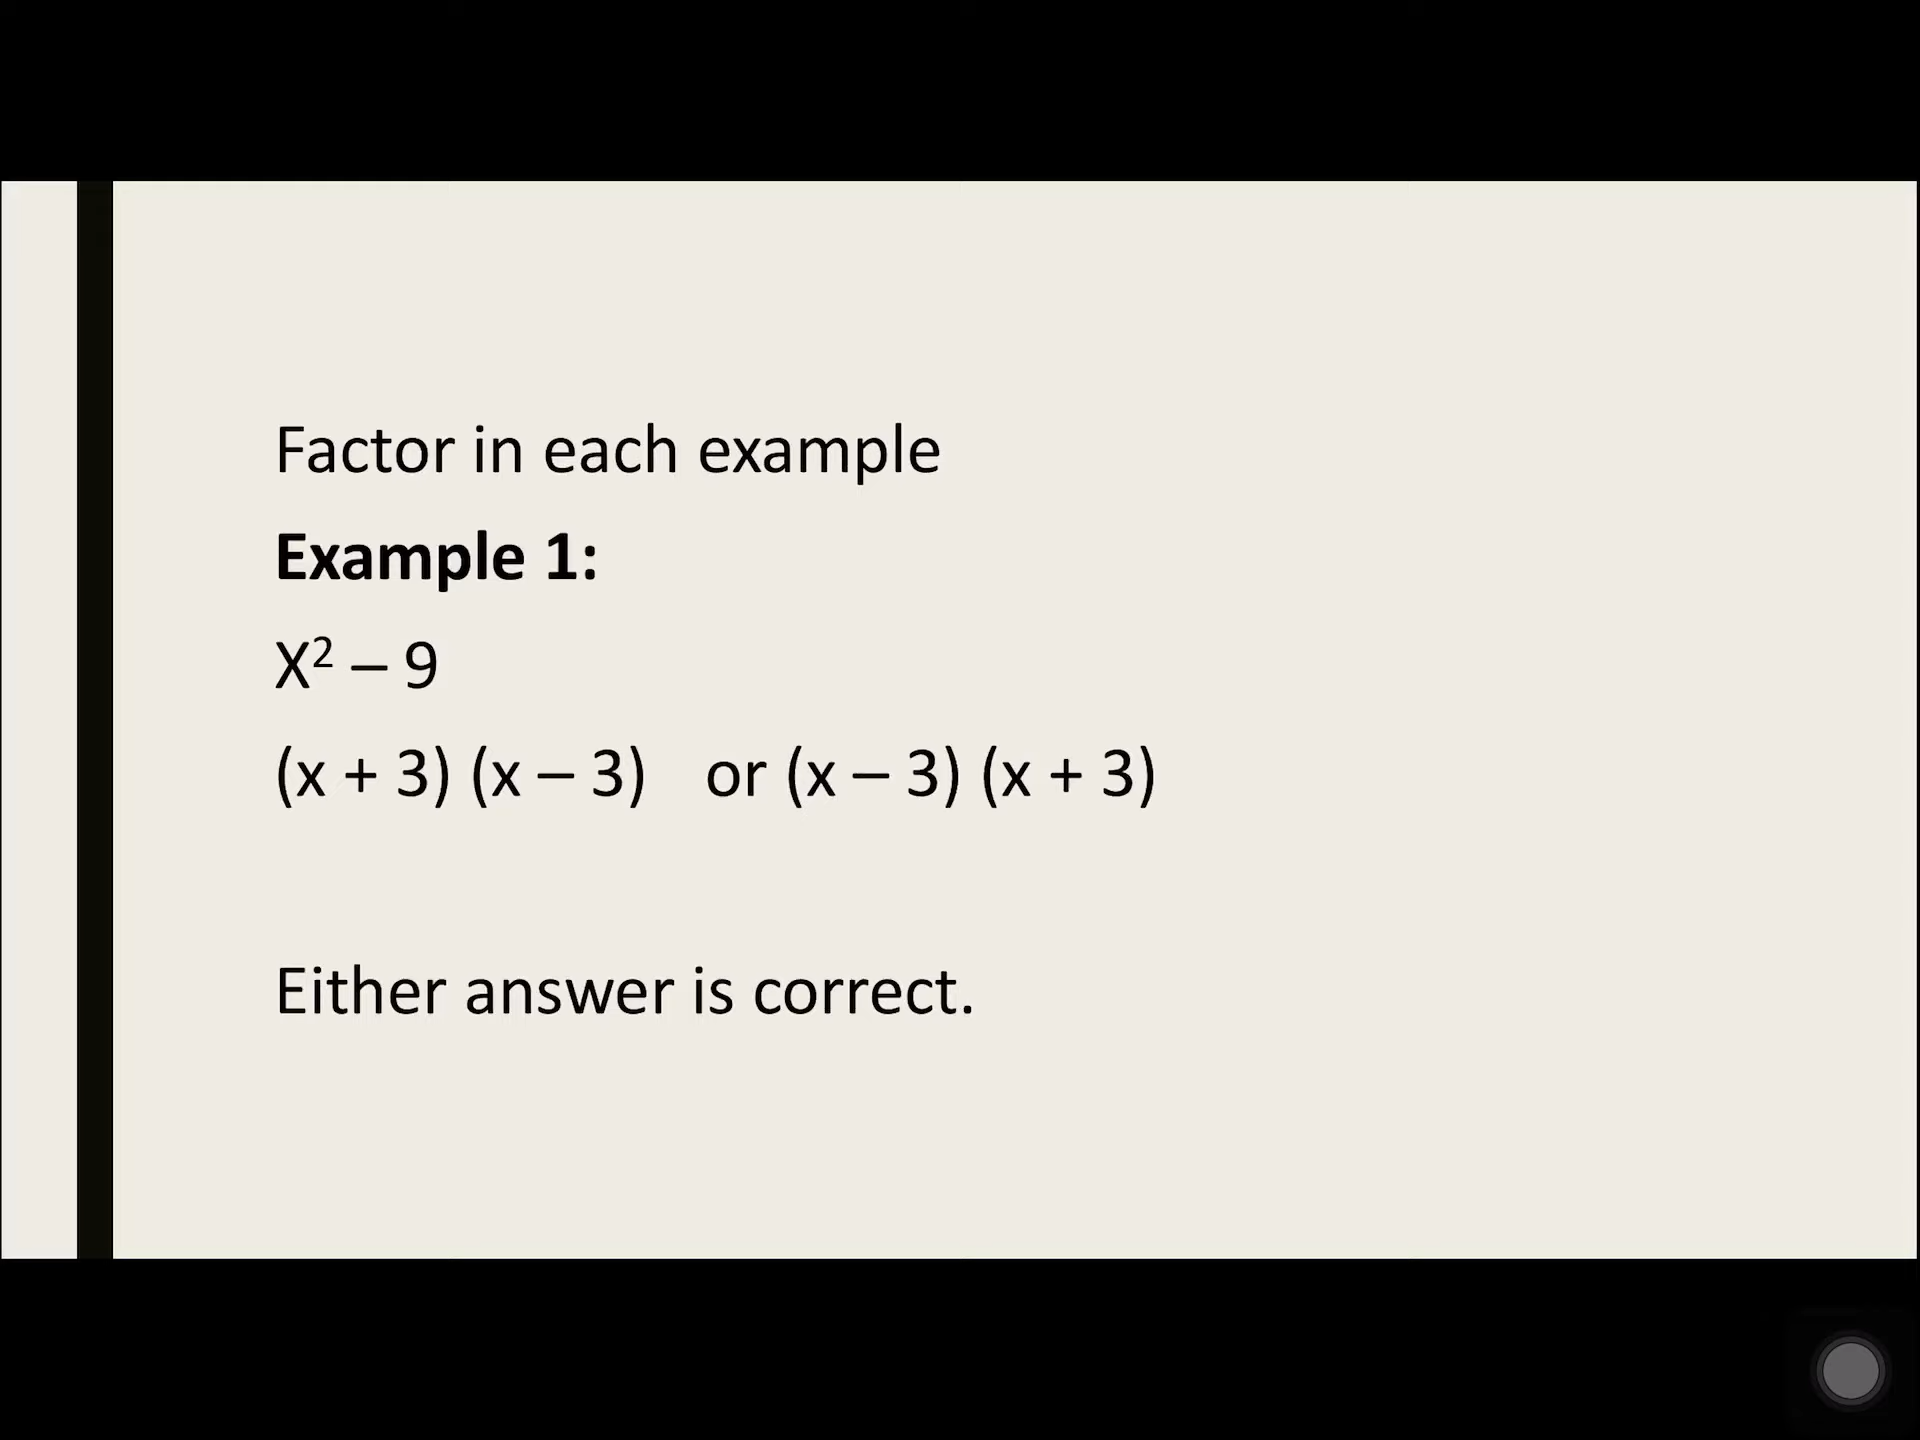 Factor in each example
Example 1:
X² – 9
(x + 3) (x – 3) or (x – 3) (x + 3)
Either answer is correct.